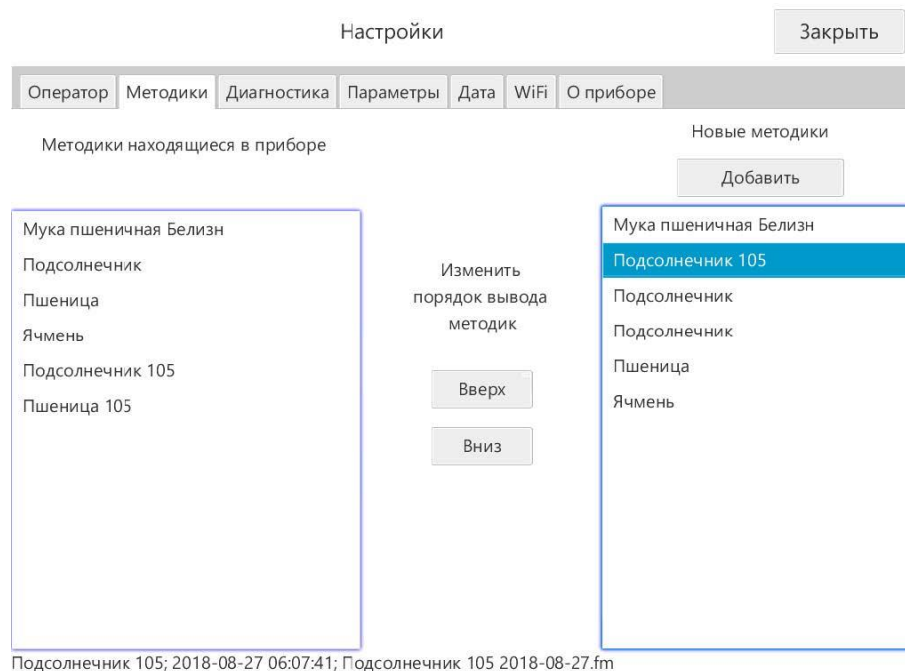 Настройки
Закрыть
Оператор Методики Диагностика Параметры Дата WiFi О приборе
Методики находящиеся в приборе
Новые методики
Добавить
Мука пшеничная Белизн
Подсолнечник
Пшеница
Ячмень
Подсолнечник 105
Пшеница 105
Изменить
порядок вывода
методик
Вверх
Вниз
Мука пшеничная Белизн
Подсолнечник 105
Подсолнечник
Подсолнечник
Пшеница
Ячмень
Подсолнечник 105; 2018-08-27 06:07:41; Подсолнечник 105 2018-08-27.fm